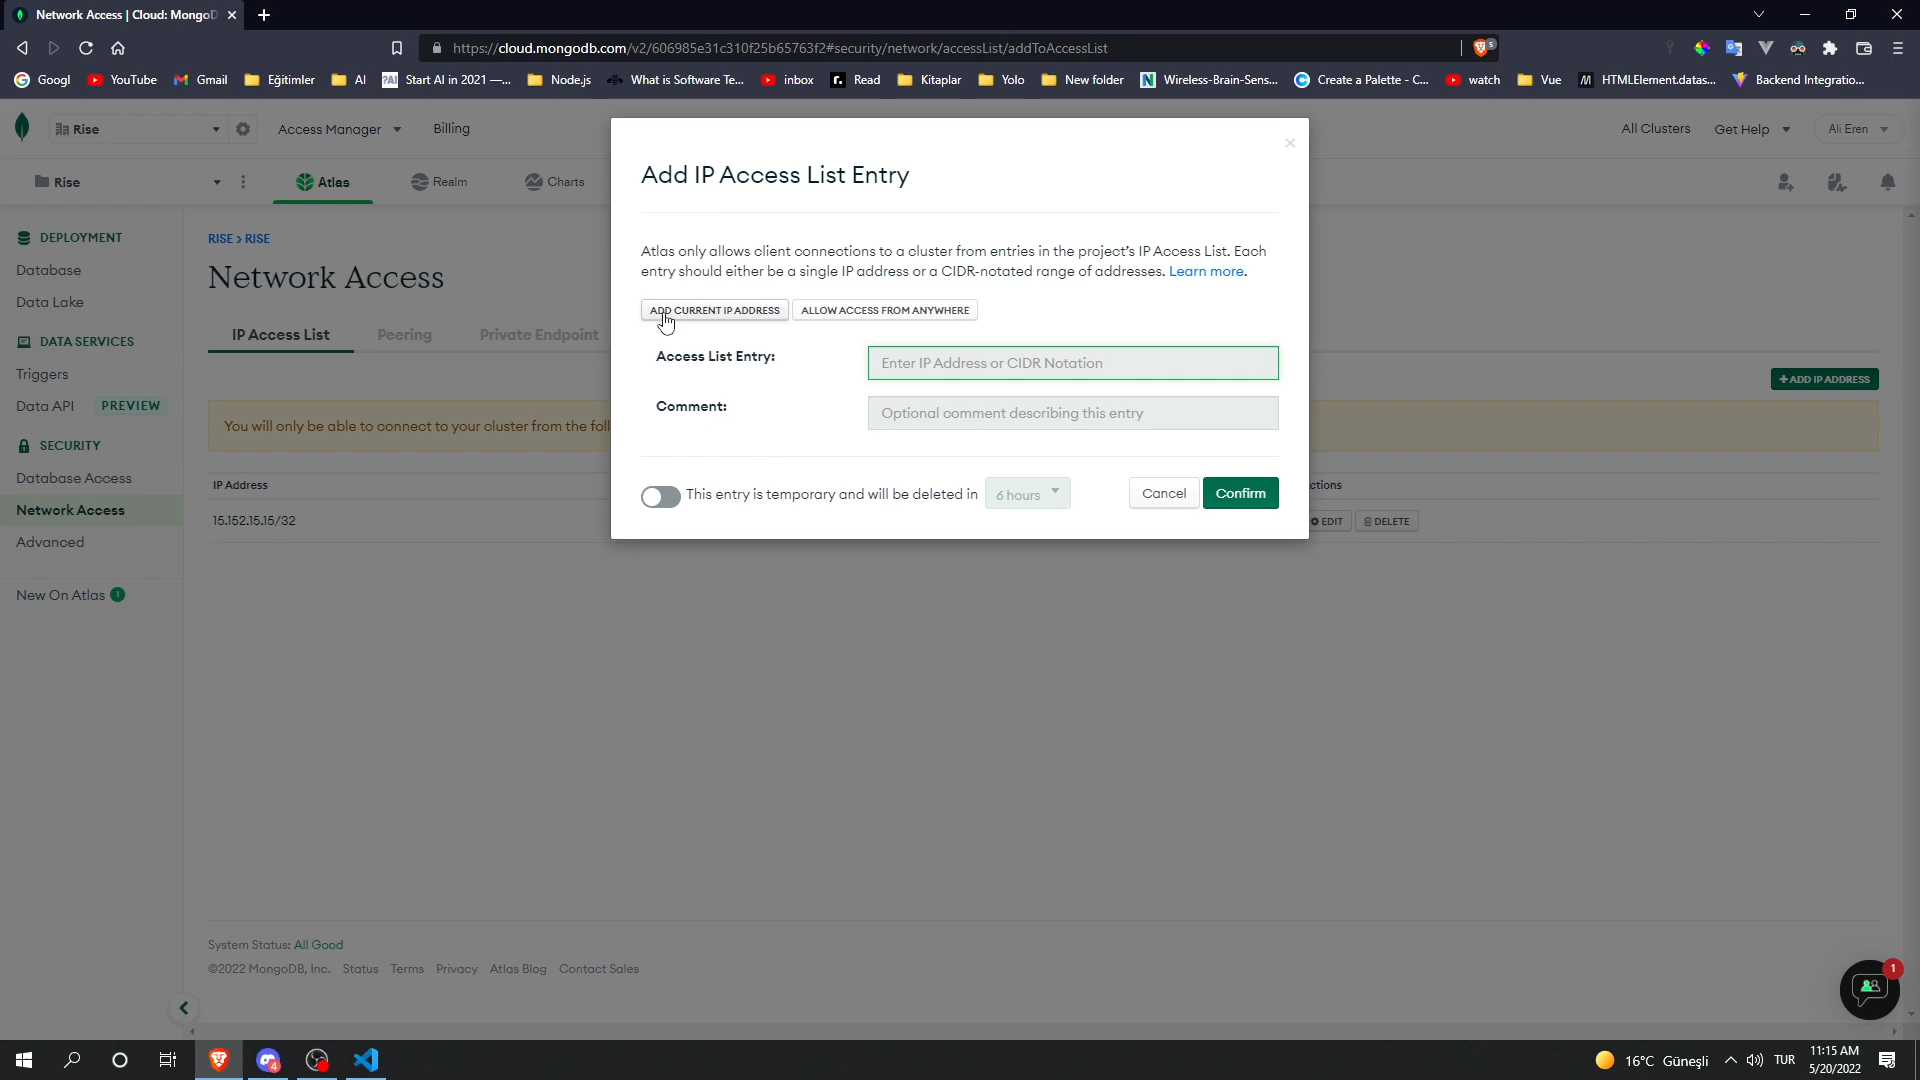 Network Access | Cloud: MongoD
https://cloud.mongodb.com/v2/606985e31c310f25b65763f2#security/network/accessList/addToAccessList
5
Googl
YouTube
Gmail
Eğitimler
AI
Start AI in 2021 —...
Node.js
What is Software Te...
inbox
Read
Kitaplar
Yolo
New folder
Wireless-Brain-Sens...
Create a Palette - C...
watch
Vue
HTMLElement.datas...
Backend Integratio...
Rise
Access Manager
Billing
All Clusters
Get Help
Ali Eren
Rise
Atlas
Realm
Charts
DEPLOYMENT
Database
Data Lake
DATA SERVICES
Triggers
Data API PREVIEW
SECURITY
Database Access
Network Access
Advanced
New On Atlas 1
RISE > RISE
Network Access
IP Access List
Peering
Private Endpoint
+ ADD IP ADDRESS
You will only be able to connect to your cluster from the foll
IP Address
ctions
15.152.15.15/32
EDIT
DELETE
Add IP Access List Entry
Atlas only allows client connections to a cluster from entries in the project's IP Access List. Each
entry should either be a single IP address or a CIDR-notated range of addresses. Learn more.
ADD CURRENT IP ADDRESS
ALLOW ACCESS FROM ANYWHERE
Access List Entry:
Enter IP Address or CIDR Notation
Comment:
Optional comment describing this entry
This entry is temporary and will be deleted in
6 hours
Cancel
Confirm
System Status: All Good
©2022 MongoDB, Inc. Status Terms Privacy Atlas Blog Contact Sales
1
4
16°C Güneşli
TUR
11:15 AM
5/20/2022